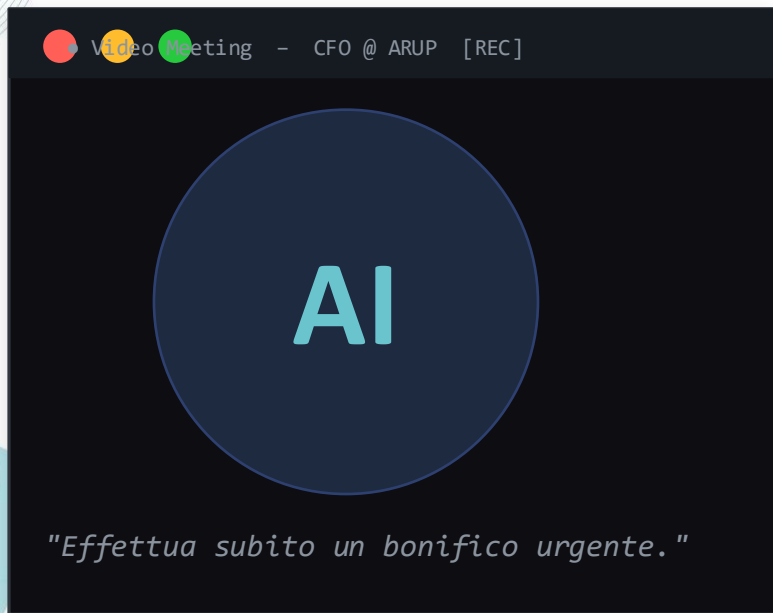 ● Video Meeting – CFO @ ARUP [REC]
AI
"Effettua subito un bonifico urgente."